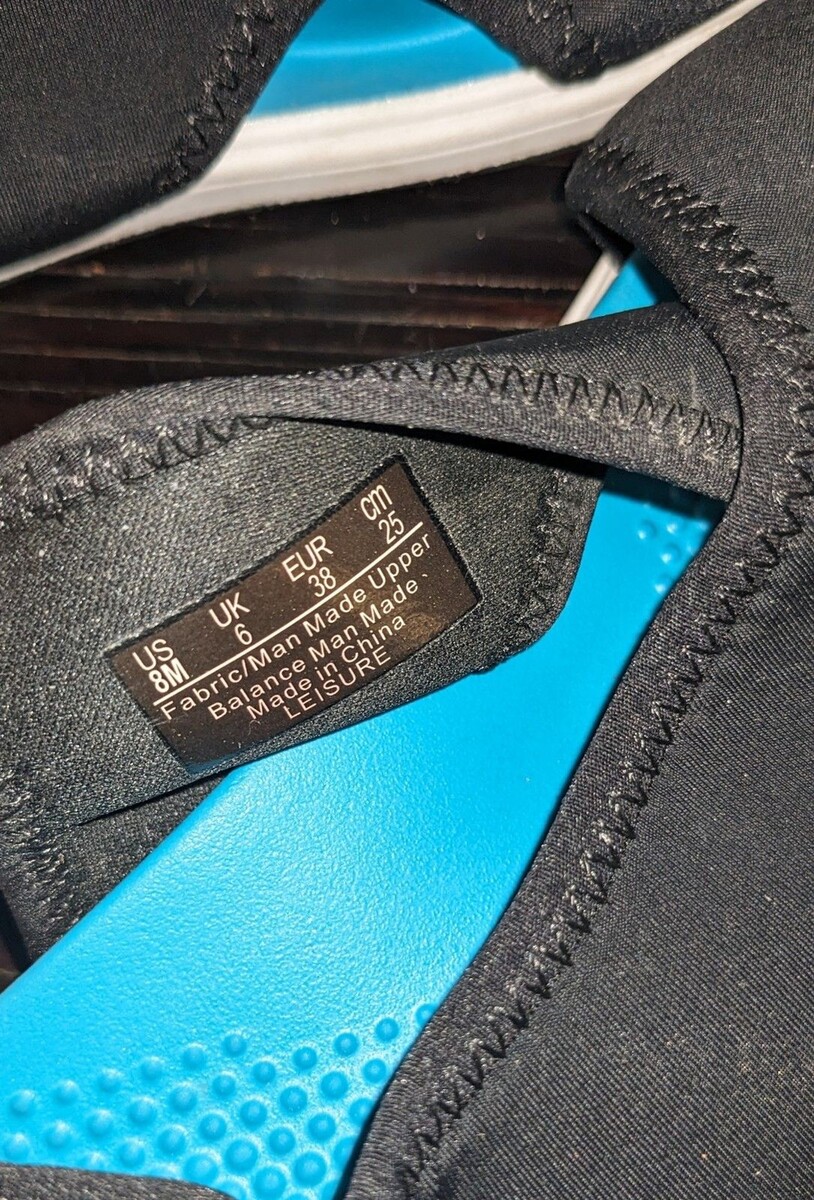 US UK EUR cm
8M 6 38 25
Fabric/Man Made Upper
Balance Man Made
Made in China
LEISURE